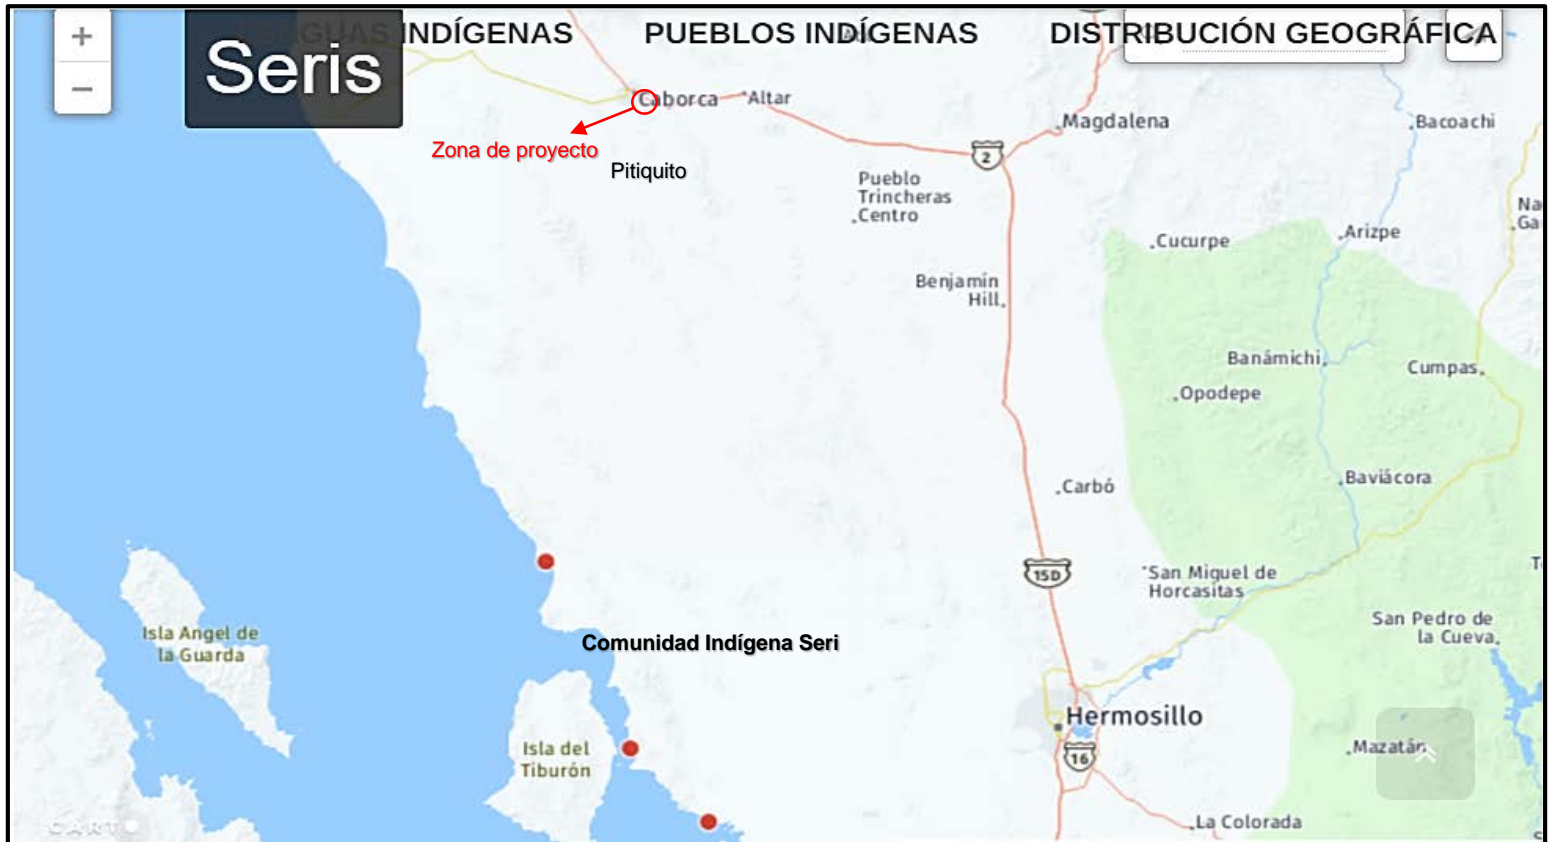 +
INDÍGENAS
PUEBLOS INDÍGENAS
DISTRIBUCIÓN GEOGRÁFICA
Seris
−
Caborca
Altar
Magdalena
Bacoachi
Zona de proyecto
Pitiquito
2
Pueblo
Trincheras
Centro
Cucurpe
Arizpe
Benjamín
Hill
Banámichi
Cumpas
Opodepe
Carbó
Baviácora
15D
San Miguel de
Horcasitas
Isla Angel de
la Guarda
Comunidad Indígena Seri
San Pedro de
la Cueva
Hermosillo
Isla del
Tiburón
16
Mazatán
CARTO
La Colorada